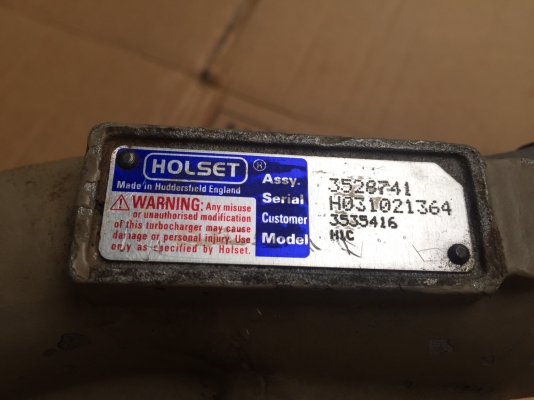 HOLSET ®
Made in Huddersfield England
WARNING: Any misuse
or unauthorised modification
of this turbocharger may cause
damage or personal injury. Use
only as specified by Holset.
Assy. 3528741
Serial H031021364
Customer 3535416
Model H1C